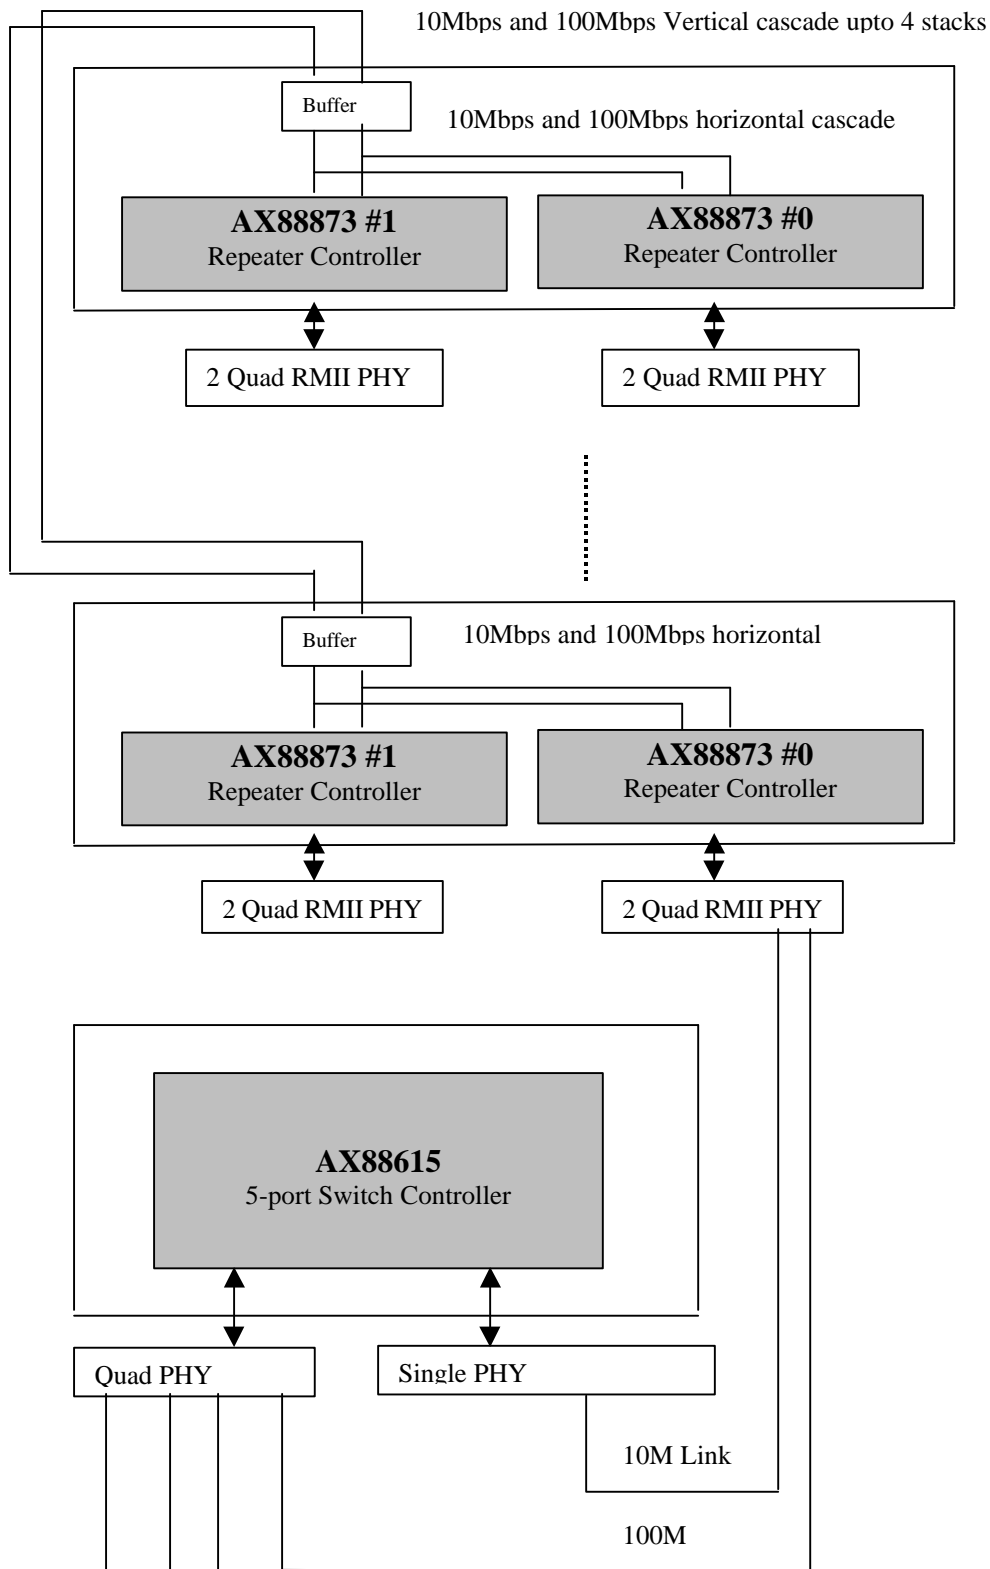 10Mbps and 100Mbps Vertical cascade upto 4 stacks
Buffer
10Mbps and 100Mbps horizontal cascade
AX88873 #1
Repeater Controller
AX88873 #0
Repeater Controller
2 Quad RMII PHY
2 Quad RMII PHY
Buffer
10Mbps and 100Mbps horizontal
AX88873 #1
Repeater Controller
AX88873 #0
Repeater Controller
2 Quad RMII PHY
2 Quad RMII PHY
AX88615
5-port Switch Controller
Quad PHY
Single PHY
10M Link
100M